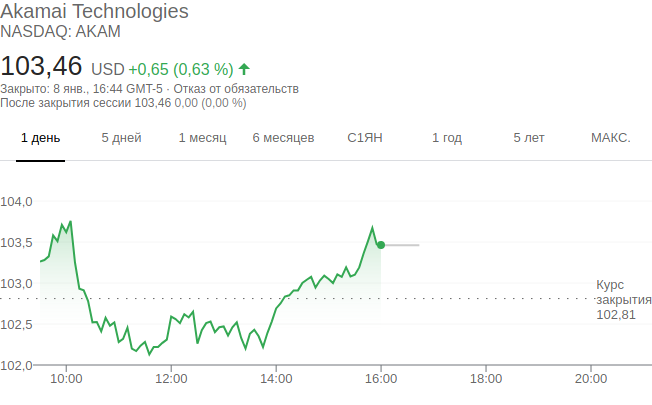 Akamai Technologies
NASDAQ: AKAM
103,46 USD +0,65 (0,63 %)
Закрыто: 8 янв., 16:44 GMT-5 · Отказ от обязательств
После закрытия сессии 103,46 0,00 (0,00 %)
1 день 5 дней 1 месяц 6 месяцев С1ЯН 1 год 5 лет МАКС.
104,0
103,5
103,0
Курс
закрытия
102,81
102,5
102,0
10:00 12:00 14:00 16:00 18:00 20:00